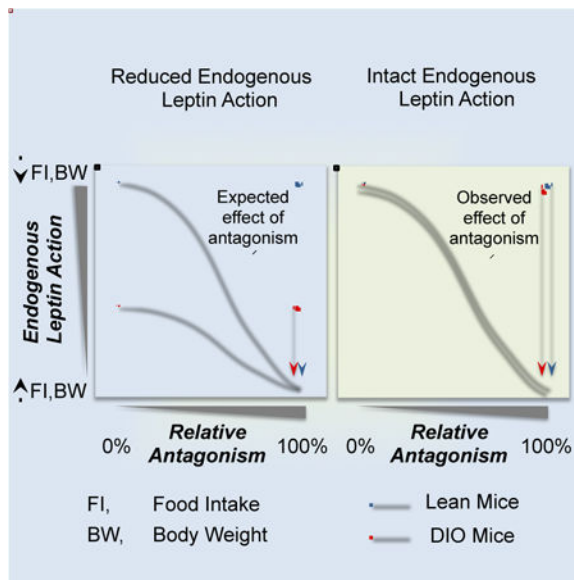 Reduced Endogenous
Leptin Action
Intact Endogenous
Leptin Action
FI,BW
Expected
effect of
antagonism
Observed
effect of
antagonism
Endogenous
Leptin Action
FI,BW
0%
Relative
Antagonism
100%
0%
Relative
Antagonism
100%
FI, Food Intake
BW, Body Weight
Lean Mice
DIO Mice